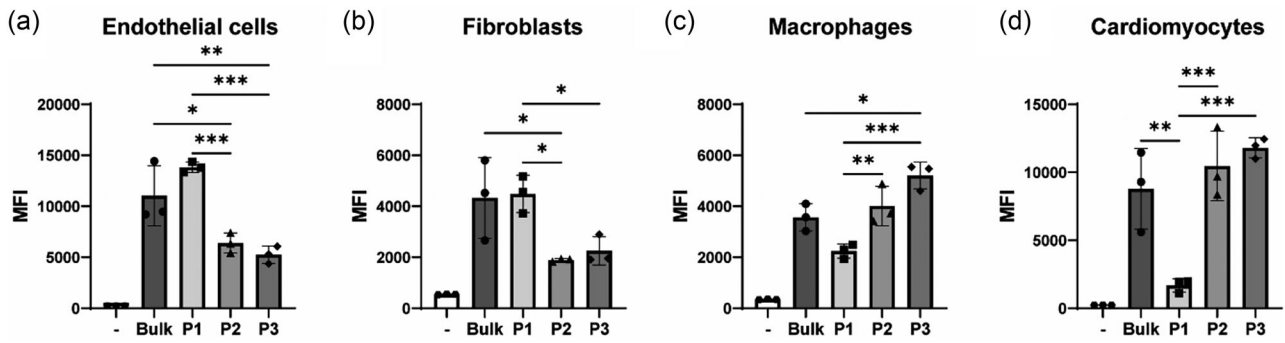 (a) Endothelial cells
MFI
20000
15000
10000
5000
0
** 
***
*
***
- Bulk P1 P2 P3
(b) Fibroblasts
MFI
8000
6000
4000
2000
0
*
*
*
- Bulk P1 P2 P3
(c) Macrophages
MFI
8000
6000
4000
2000
0
*
***
**
- Bulk P1 P2 P3
(d) Cardiomyocytes
MFI
15000
10000
5000
0
***
***
**
- Bulk P1 P2 P3